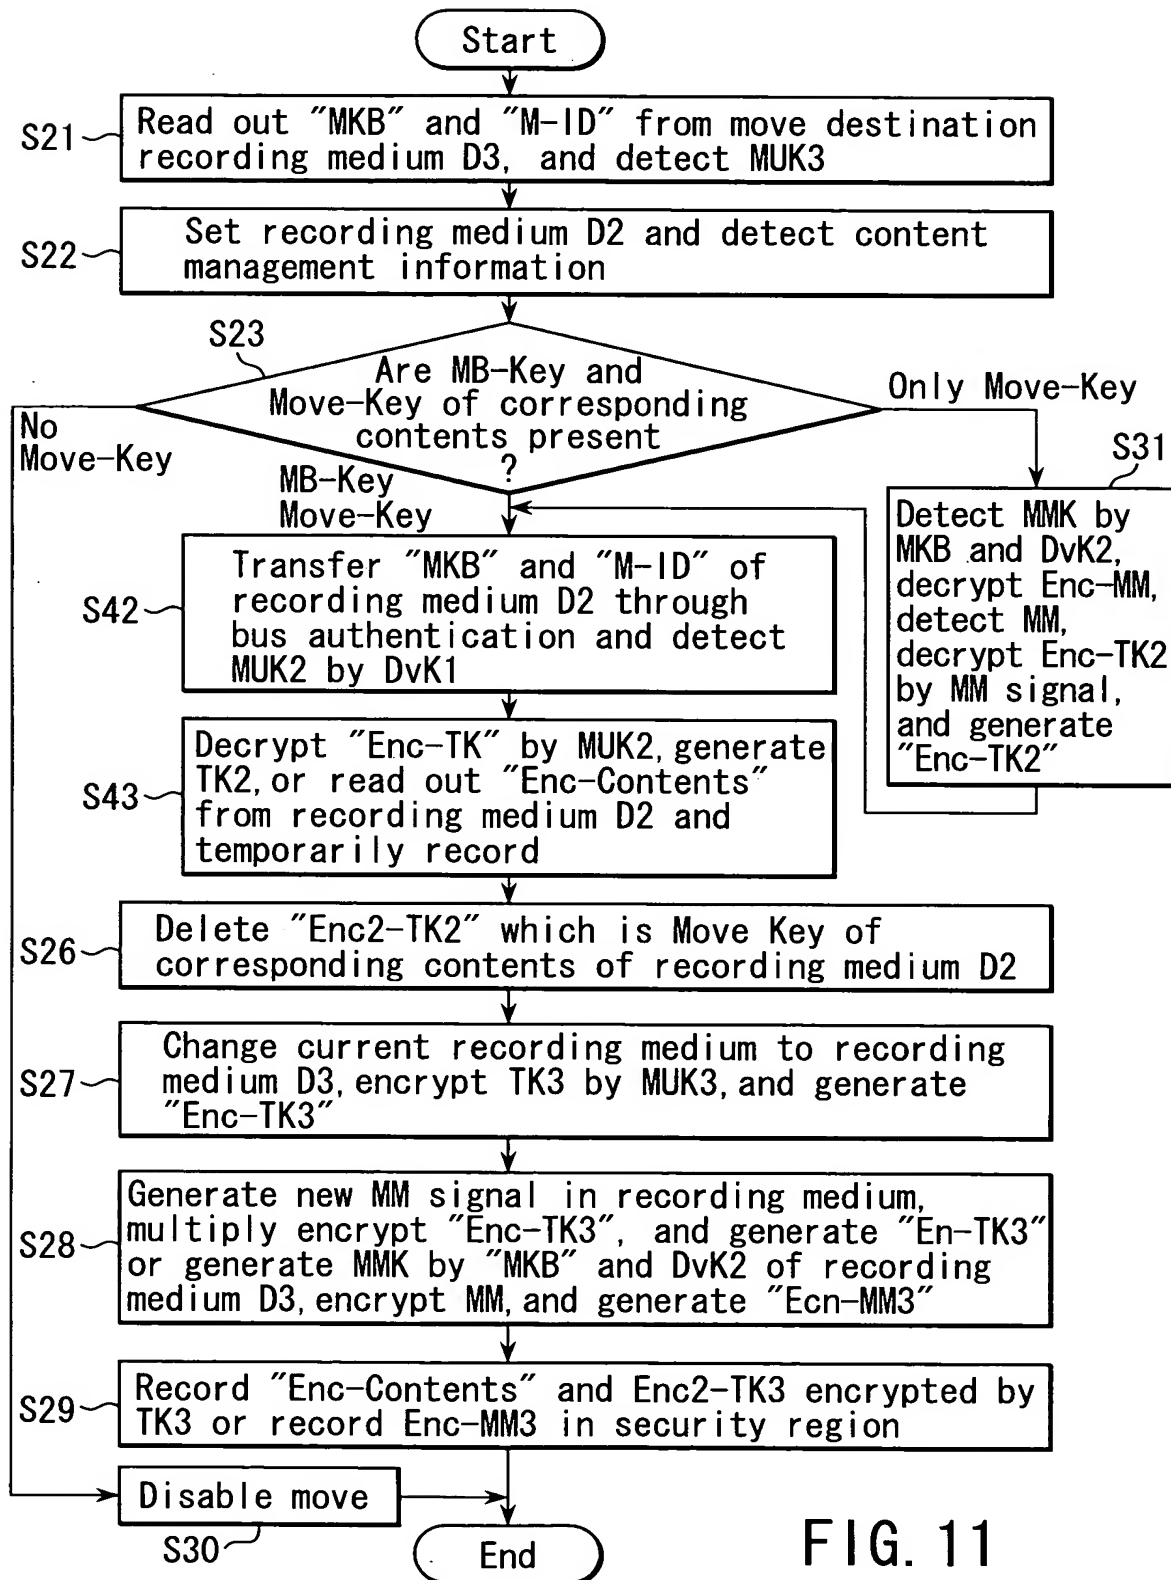 Start
S21
Read out "MKB" and "M-ID" from move destination
recording medium D3, and detect MUK3
S22
Set recording medium D2 and detect content
management information
S23
Are MB-Key and
Move-Key of corresponding
contents present
?
No
Move-Key
Only Move-Key
MB-Key
Move-Key
S31
Detect MMK by
MKB and DvK2,
decrypt Enc-MM,
detect MM,
decrypt Enc-TK2
by MM signal,
and generate
"Enc-TK2"
S42
Transfer "MKB" and "M-ID" of
recording medium D2 through
bus authentication and detect
MUK2 by DvK1
S43
Decrypt "Enc-TK" by MUK2, generate
TK2, or read out "Enc-Contents"
from recording medium D2 and
temporarily record
S26
Delete "Enc2-TK2" which is Move Key of
corresponding contents of recording medium D2
S27
Change current recording medium to recording
medium D3, encrypt TK3 by MUK3, and generate
"Enc-TK3"
S28
Generate new MM signal in recording medium,
multiply encrypt "Enc-TK3", and generate "En-TK3"
or generate MMK by "MKB" and DvK2 of recording
medium D3, encrypt MM, and generate "Ecn-MM3"
S29
Record "Enc-Contents" and Enc2-TK3 encrypted by
TK3 or record Enc-MM3 in security region
Disable move
S30
End
FIG. 11